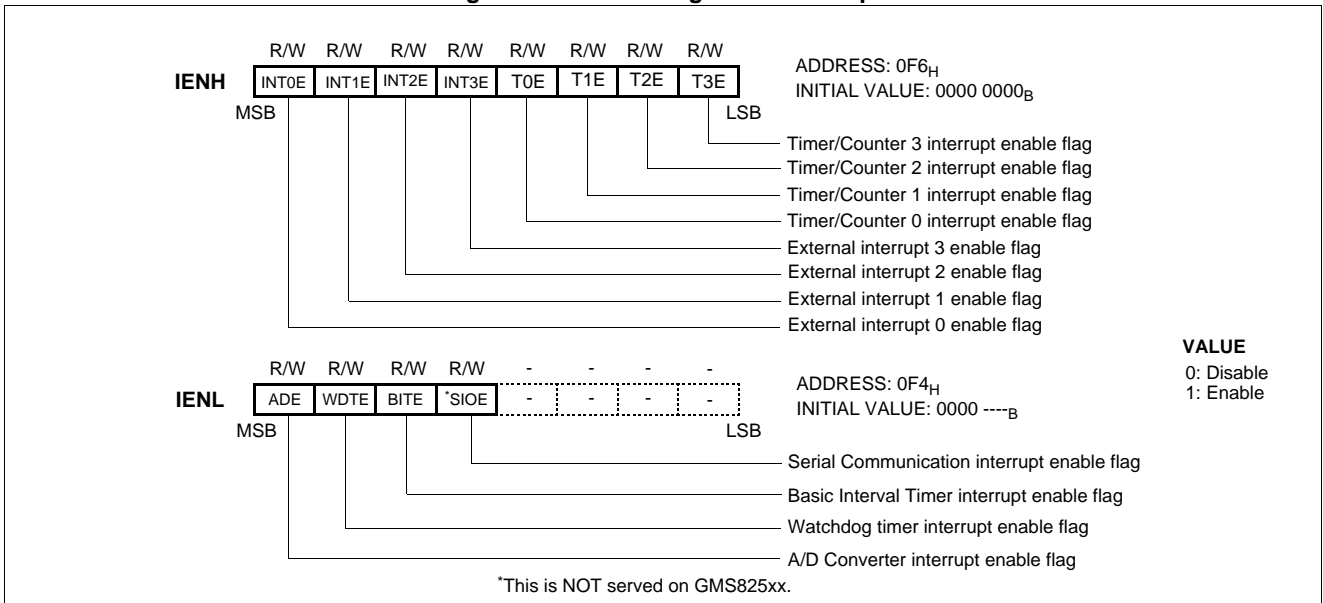 R/W R/W R/W R/W R/W R/W R/W R/W
IENH INT0E INT1E INT2E INT3E T0E T1E T2E T3E
MSB LSB
ADDRESS: 0F6H
INITIAL VALUE: 0000 0000B
Timer/Counter 3 interrupt enable flag
Timer/Counter 2 interrupt enable flag
Timer/Counter 1 interrupt enable flag
Timer/Counter 0 interrupt enable flag
External interrupt 3 enable flag
External interrupt 2 enable flag
External interrupt 1 enable flag
External interrupt 0 enable flag
VALUE
0: Disable
1: Enable
R/W R/W R/W R/W - - - -
IENL ADE WDTE BITE *SIOE - - - -
MSB LSB
ADDRESS: 0F4H
INITIAL VALUE: 0000 ----B
Serial Communication interrupt enable flag
Basic Interval Timer interrupt enable flag
Watchdog timer interrupt enable flag
A/D Converter interrupt enable flag
*This is NOT served on GMS825xx.